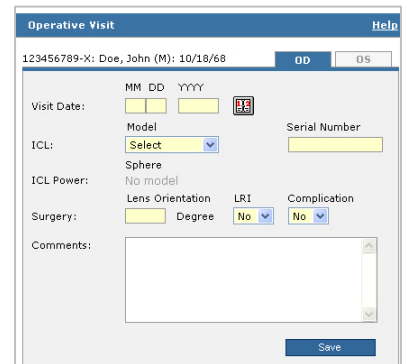 Operative Visit Help
123456789-X: Doe, John (M): 10/18/68 OD OS
MM DD YYYY
Visit Date:
Model Serial Number
ICL: Select
Sphere
ICL Power: No model
Lens Orientation LRI Complication
Surgery: Degree No No
Comments:
Save